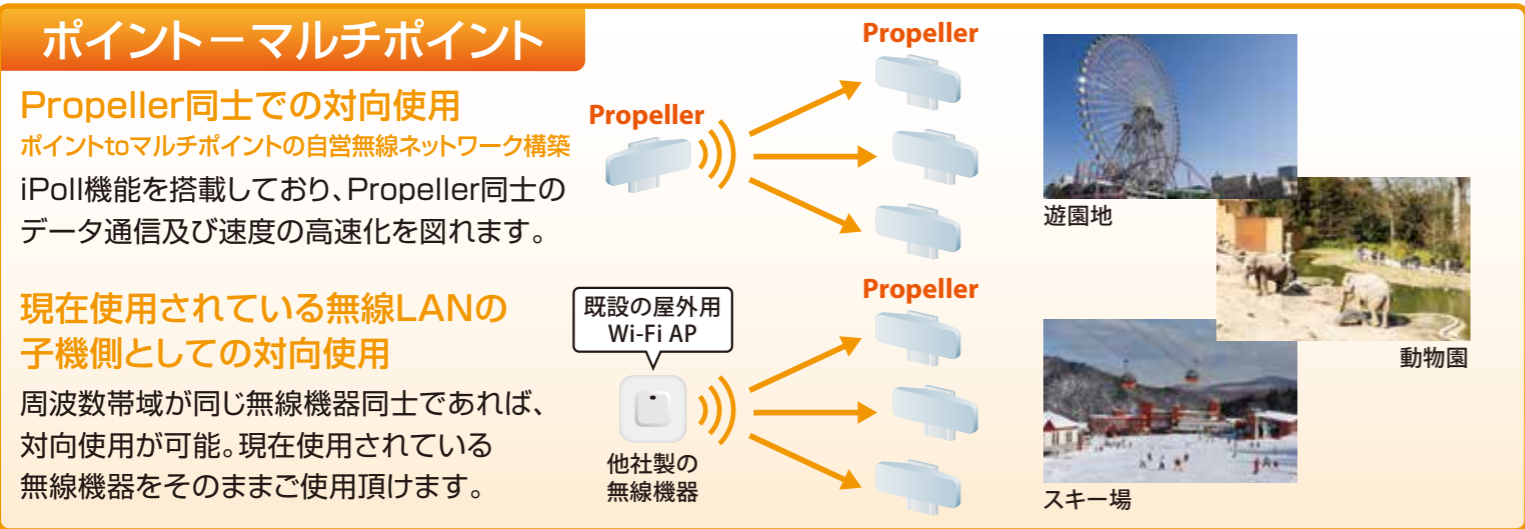 ポイントーマルチポイント
Propeller同士での対向使用
ポイントtoマルチポイントの自営無線ネットワーク構築
iPoll機能を搭載しており、Propeller同士の
データ通信及び速度の高速化を図れます。
Propeller
Propeller
遊園地
動物園
現在使用されている無線LANの
子機側としての対向使用
周波数帯域が同じ無線機器同士であれば、
対向使用が可能。現在使用されている
無線機器をそのままご使用頂けます。
既設の屋外用
Wi-Fi AP
他社製の
無線機器
Propeller
スキー場